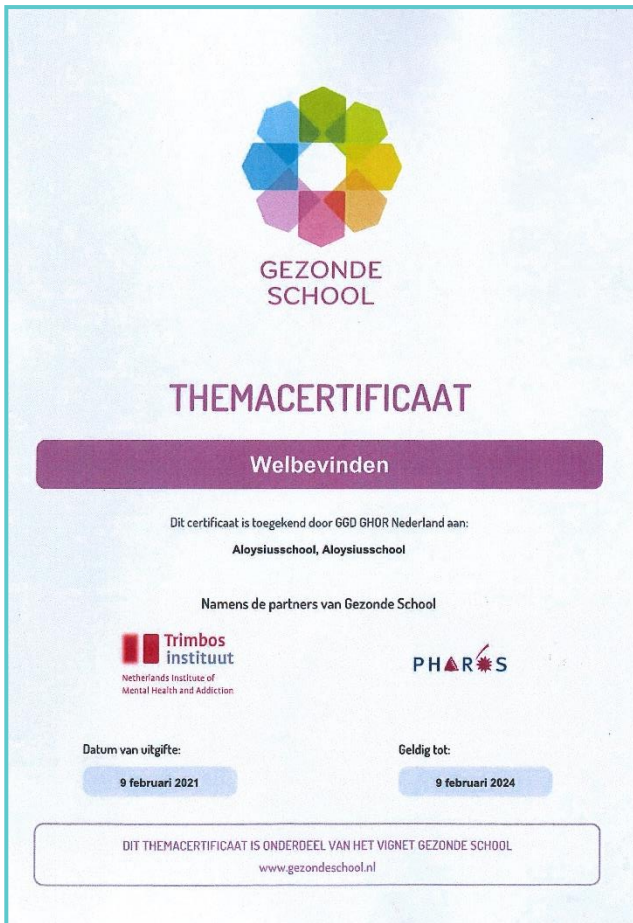 GEZONDE
SCHOOL
THEMACERTIFICAAT
Welbevinden
Dit certificaat is toegekend door GGD GHOR Nederland aan:
Aloysiusschool, Aloysiusschool
Namens de partners van Gezonde School
Trimbos
instituut
Netherlands Institute of
Mental Health and Addiction
PHAROS
Datum van uitgifte:
9 februari 2021
Geldig tot:
9 februari 2024
DIT THEMACERTIFICAAT IS ONDERDEEL VAN HET VIGNET GEZONDE SCHOOL
www.gezondeschool.nl